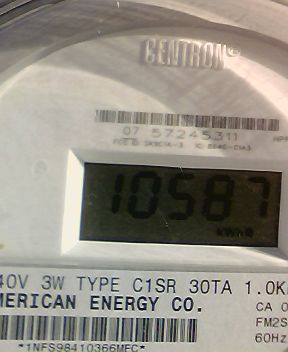 CENTRON®
07 57245311
10587
kWh
40V 3W TYPE C1SR 30TA 1.0K
MERICAN ENERGY CO.
CA 0
FM2S
60Hz
*1NFS98410366MEC*